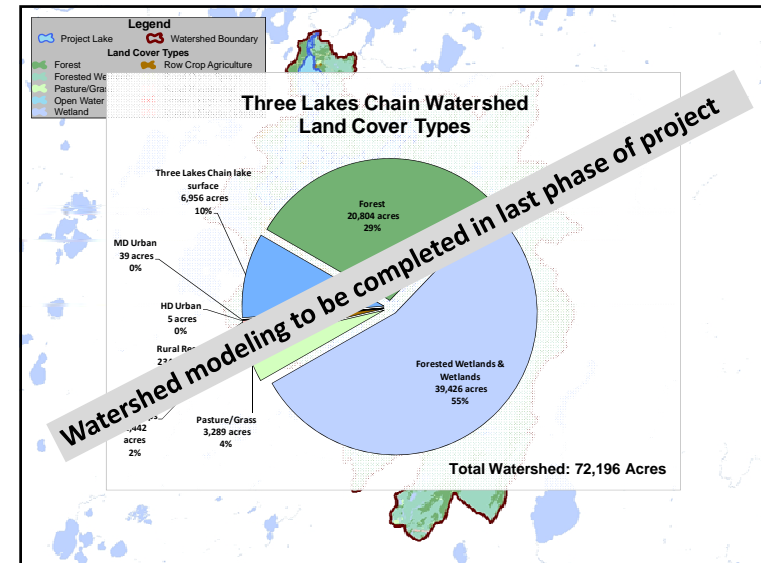 Legend
Project Lake
Watershed Boundary
Land Cover Types
Forest
Row Crop Agriculture
Forested We
Pasture/Gras
Open Water
Wetland
Three Lakes Chain Watershed
Land Cover Types
Three Lakes Chain lake
surface
6,956 acres
10%
Forest
20,804 acres
29%
MD Urban
39 acres
0%
HD Urban
5 acres
0%
Rural Res
Forested Wetlands &
Wetlands
39,426 acres
55%
Pasture/Grass
3,289 acres
4%
acres
2%
Total Watershed: 72,196 Acres
Watershed modeling to be completed in last phase of project